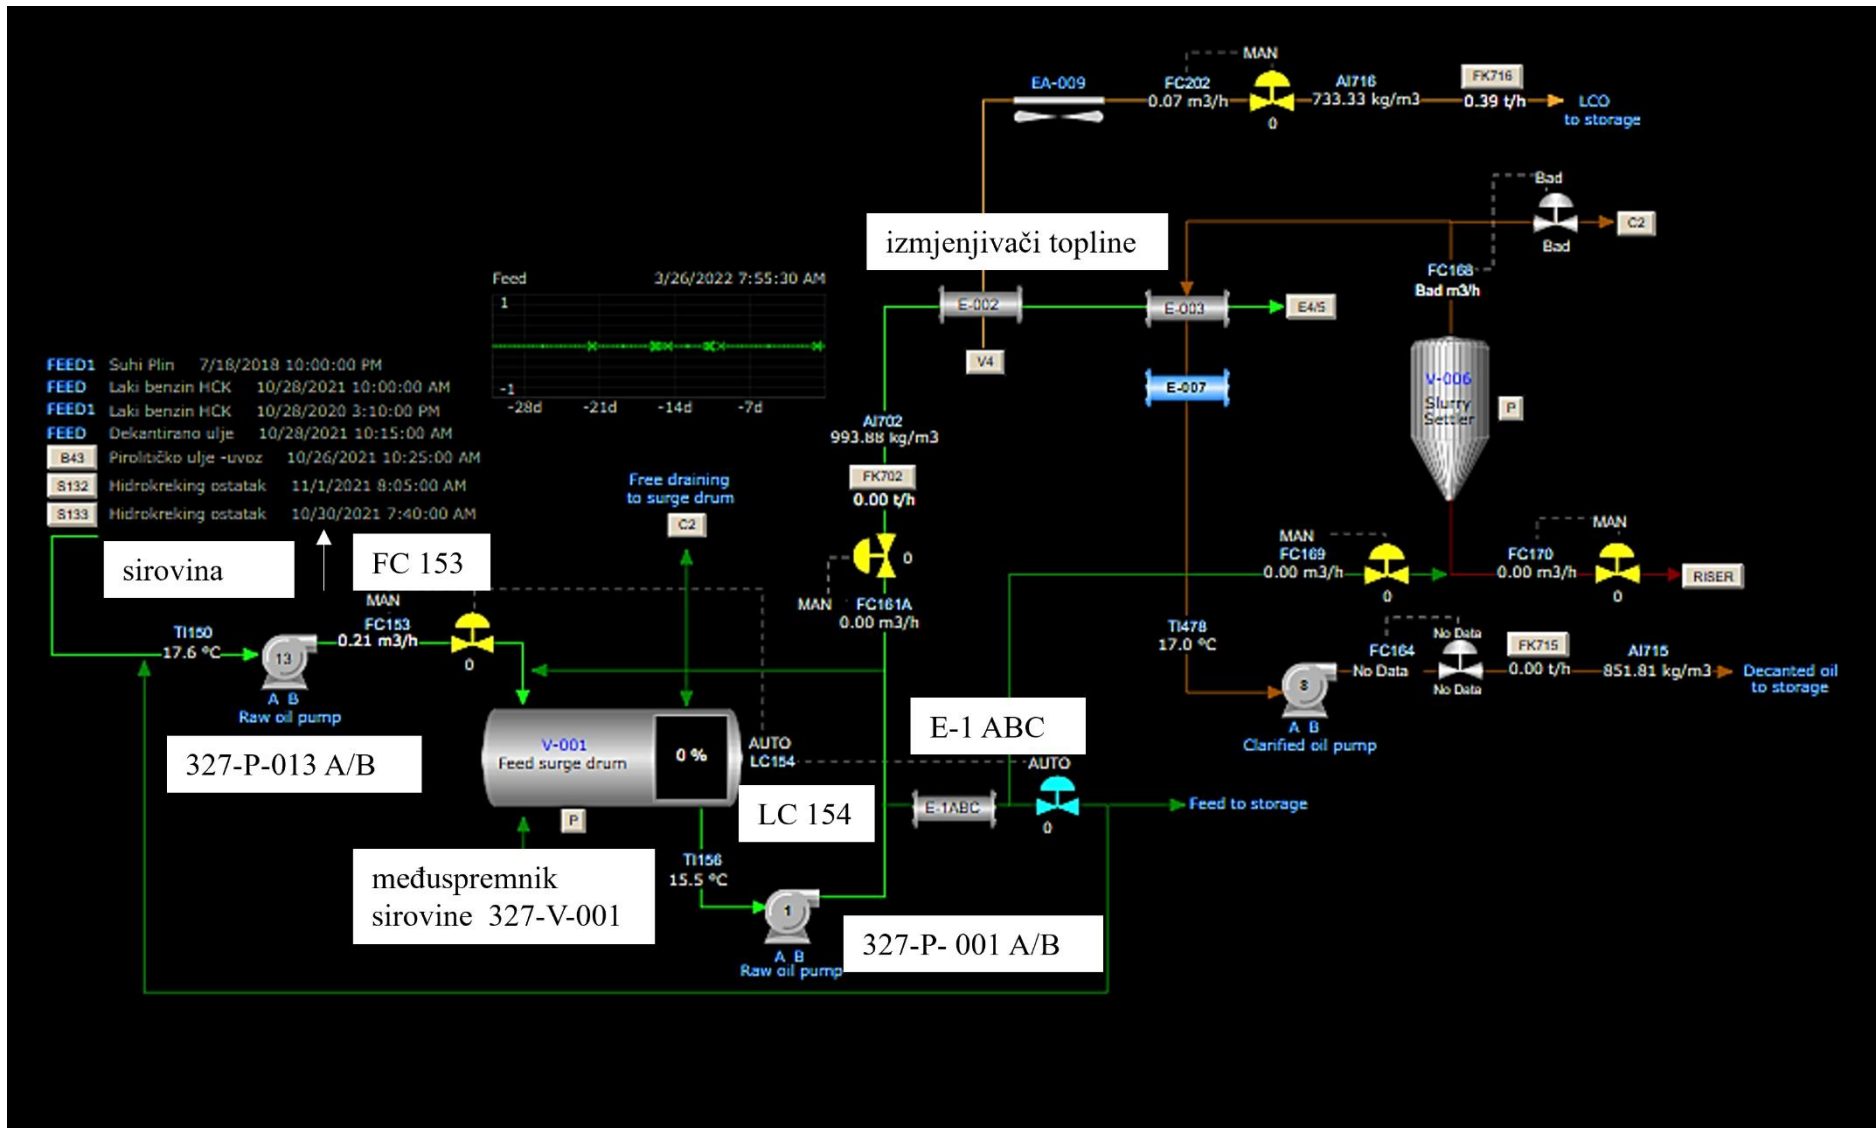 MAN
EA-009
FC202
0.07 m3/h
0
AI716
733.33 kg/m3
FK716
0.39 t/h
LCO
to storage
Bad
Bad
C2
izmjenjivači topline
FC168
Bad m3/h
Feed
3/26/2022 7:55:30 AM
1
-1
-28d
-21d
-14d
-7d
E-002
E-003
E4/5
V4
E-007
V-006
Slurry
Settler
P
FEED1 Suhi Plin 7/18/2018 10:00:00 PM
FEED Laki benzin HCK 10/28/2021 10:00:00 AM
FEED1 Laki benzin HCK 10/28/2020 3:10:00 PM
FEED Dekantirano ulje 10/28/2021 10:15:00 AM
B43 Pirolitičko ulje -uvoz 10/26/2021 10:25:00 AM
S132 Hidrokreking ostatak 11/1/2021 8:05:00 AM
S133 Hidrokreking ostatak 10/30/2021 7:40:00 AM
AI702
993.88 kg/m3
FK702
0.00 t/h
0
MAN
FC161A
0.00 m3/h
Free draining
to surge drum
C2
sirovina
FC 153
MAN
FC153
0.21 m3/h
0
TI150
17.6 ºC
13
A B
Raw oil pump
327-P-013 A/B
MAN
FC169
0.00 m3/h
0
MAN
FC170
0.00 m3/h
0
RISER
TI478
17.0 ºC
8
A B
Clarified oil pump
FC164
No Data
No Data
No Data
FK715
0.00 t/h
AI715
851.81 kg/m3
Decanted oil
to storage
V-001
Feed surge drum
0 %
P
AUTO
LC154
LC 154
E-1 ABC
E-1ABC
AUTO
0
Feed to storage
međuspremnik
sirovine 327-V-001
TI156
15.5 ºC
1
A B
Raw oil pump
327-P- 001 A/B